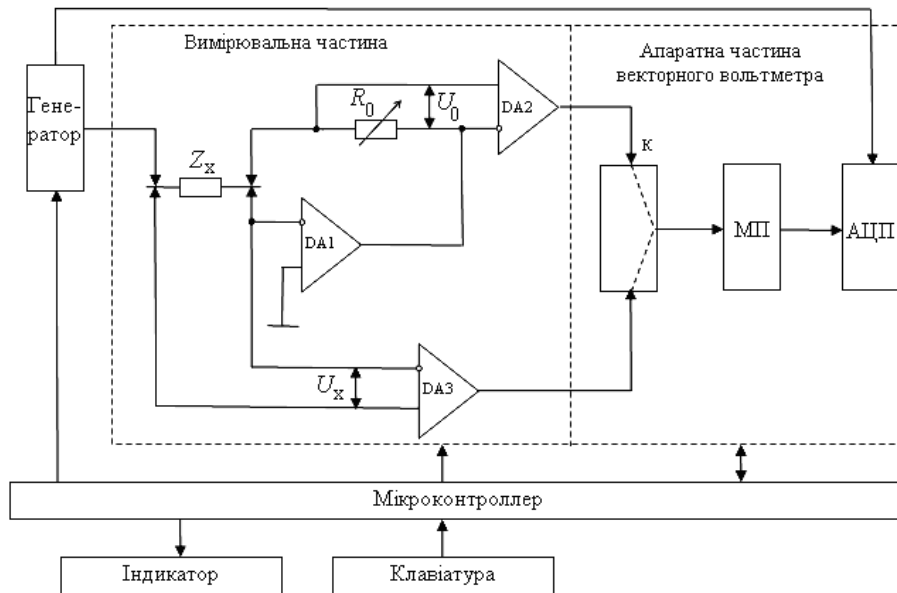 Вимірювальна частина
Апаратна частина
векторного вольтметра
Гене-
ратор
R0
U0
DA2
Zx
к
DA1
МП
АЦП
Ux
DA3
Мікроконтроллер
Індикатор
Клавіатура